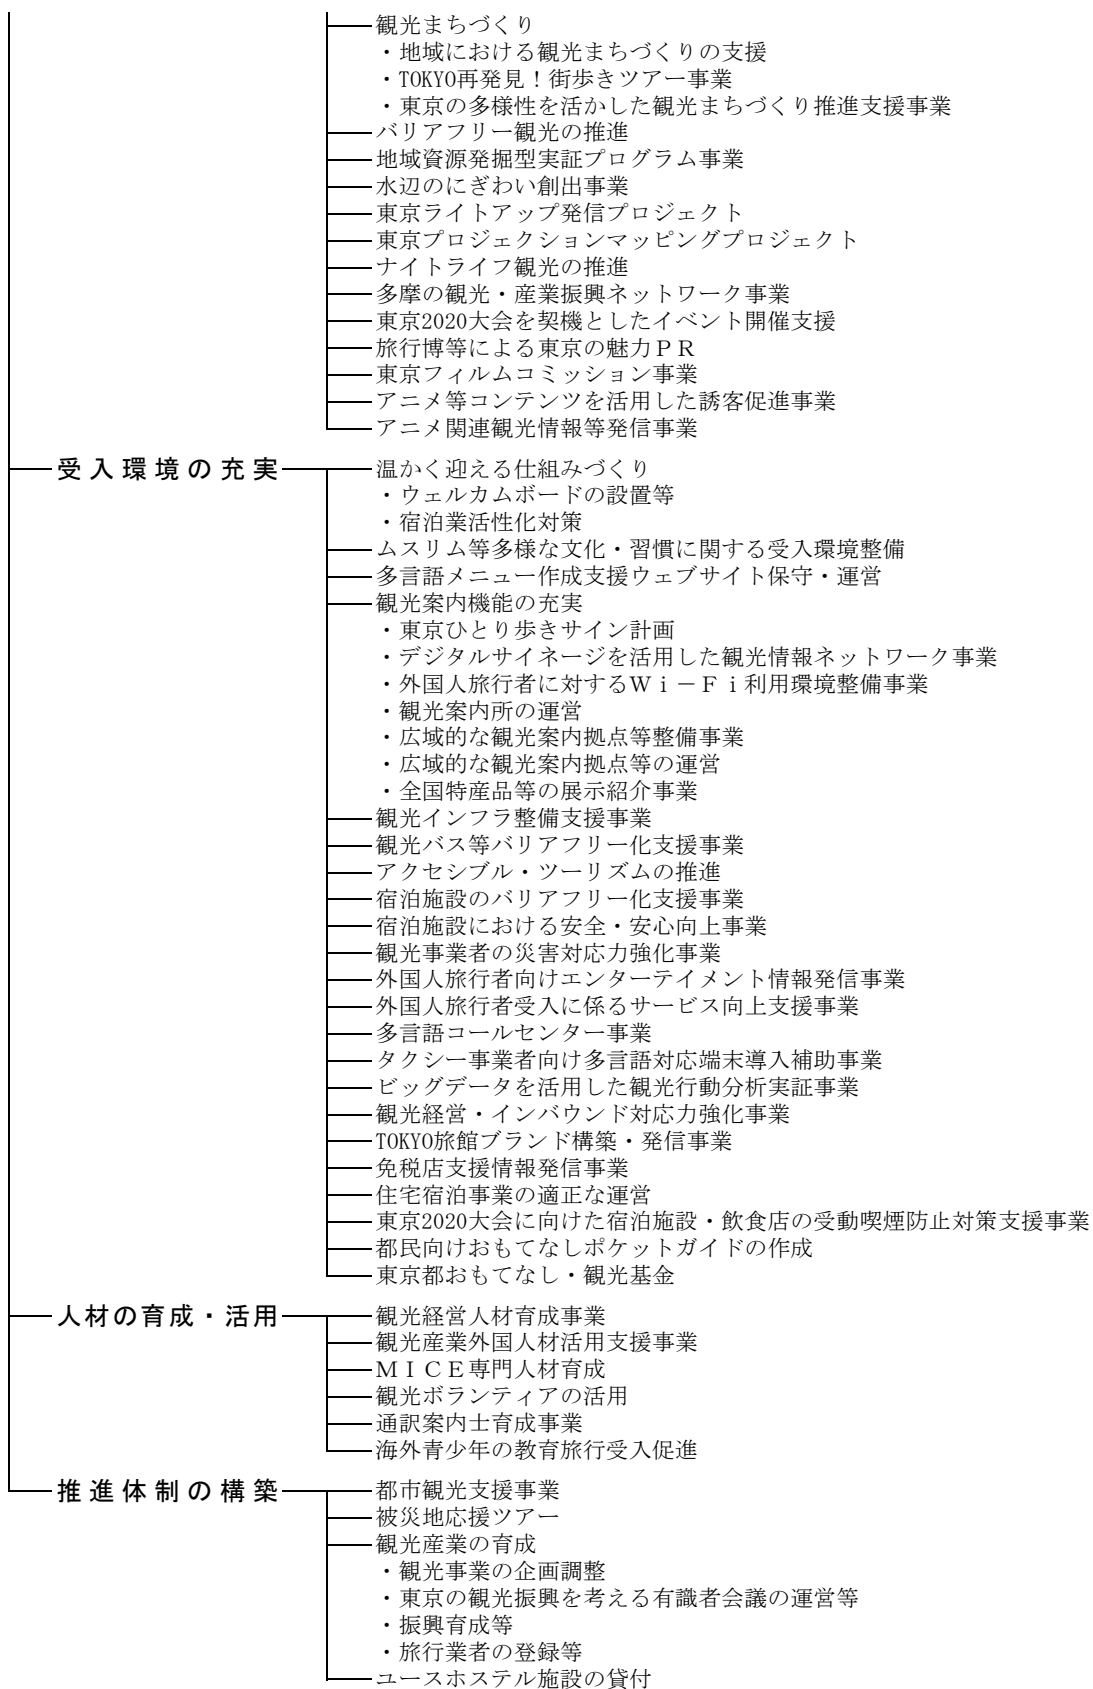 観光まちづくり
・地域における観光まちづくりの支援
・TOKYO再発見！街歩きツアー事業
・東京の多様性を活かした観光まちづくり推進支援事業
バリアフリー観光の推進
地域資源発掘型実証プログラム事業
水辺のにぎわい創出事業
東京ライトアップ発信プロジェクト
東京プロジェクションマッピングプロジェクト
ナイトライフ観光の推進
多摩の観光・産業振興ネットワーク事業
東京2020大会を契機としたイベント開催支援
旅行博等による東京の魅力ＰＲ
東京フィルムコミッション事業
アニメ等コンテンツを活用した誘客促進事業
アニメ関連観光情報等発信事業
受入環境の充実 温かく迎える仕組みづくり
・ウェルカムボードの設置等
・宿泊業活性化対策
ムスリム等多様な文化・習慣に関する受入環境整備
多言語メニュー作成支援ウェブサイト保守・運営
観光案内機能の充実
・東京ひとり歩きサイン計画
・デジタルサイネージを活用した観光情報ネットワーク事業
・外国人旅行者に対するＷｉ－Ｆｉ利用環境整備事業
・観光案内所の運営
・広域的な観光案内拠点等整備事業
・広域的な観光案内拠点等の運営
・全国特産品等の展示紹介事業
観光インフラ整備支援事業
観光バス等バリアフリー化支援事業
アクセシブル・ツーリズムの推進
宿泊施設のバリアフリー化支援事業
宿泊施設における安全・安心向上事業
観光事業者の災害対応力強化事業
外国人旅行者向けエンターテイメント情報発信事業
外国人旅行者受入に係るサービス向上支援事業
多言語コールセンター事業
タクシー事業者向け多言語対応端末導入補助事業
ビッグデータを活用した観光行動分析実証事業
観光経営・インバウンド対応力強化事業
TOKYO旅館ブランド構築・発信事業
免税店支援情報発信事業
住宅宿泊事業の適正な運営
東京2020大会に向けた宿泊施設・飲食店の受動喫煙防止対策支援事業
都民向けおもてなしポケットガイドの作成
東京都おもてなし・観光基金
人材の育成・活用 観光経営人材育成事業
観光産業外国人材活用支援事業
ＭＩＣＥ専門人材育成
観光ボランティアの活用
通訳案内士育成事業
海外青少年の教育旅行受入促進
推進体制の構築 都市観光支援事業
被災地応援ツアー
観光産業の育成
・観光事業の企画調整
・東京の観光振興を考える有識者会議の運営等
・振興育成等
・旅行業者の登録等
ユースホステル施設の貸付